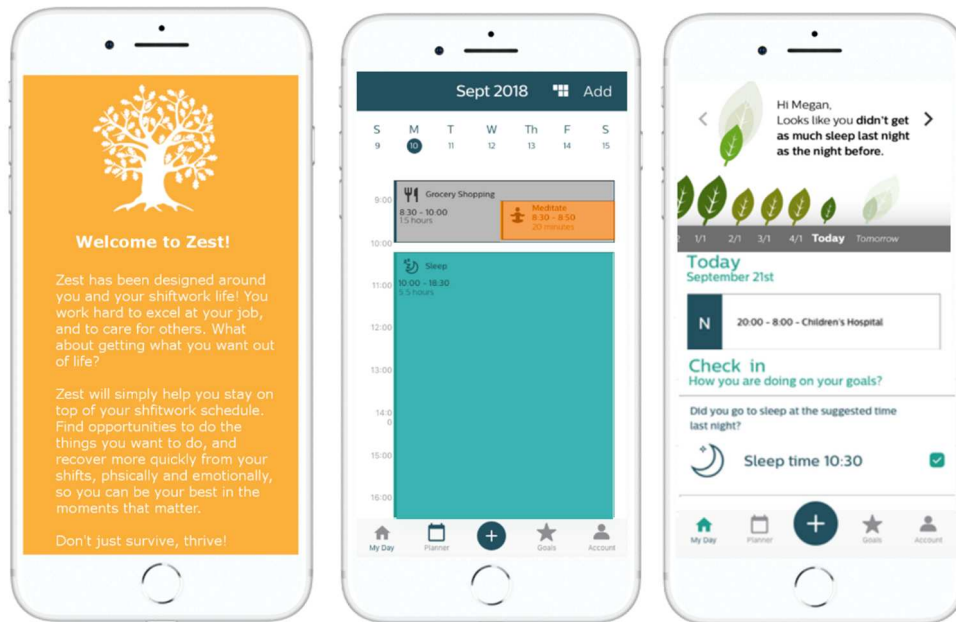 Welcome to Zest!
Zest has been designed around
you and your shiftwork life! You
work hard to excel at your job,
and to care for others. What
about getting what you want out
of life?
Zest will simply help you stay on
top of your shfitwork schedule.
Find opportunities to do the
things you want to do, and
recover more quickly from your
shifts, phsically and emotionally,
so you can be your best in the
moments that matter.
Don't just survive, thrive!
Sept 2018 Add
S M T W Th F S
9 10 11 12 13 14 15
9:00
Grocery Shopping
8:30 - 10:00
1.5 hours
Meditate
8:30 - 8:50
20 minutes
10:00
Sleep
11:00
10:00 - 18:30
9.5 hours
12:00
13:00
14:0
0
15:00
16:00
My Day Planner + Goals Account
Hi Megan,
Looks like you didn't get
as much sleep last night
as the night before.
1/1 2/1 3/1 4/1 Today Tomorrow
Today
September 21st
N 20:00 - 8:00 - Children's Hospital
Check in
How you are doing on your goals?
Did you go to sleep at the suggested time
last night?
Sleep time 10:30
My Day Planner + Goals Account